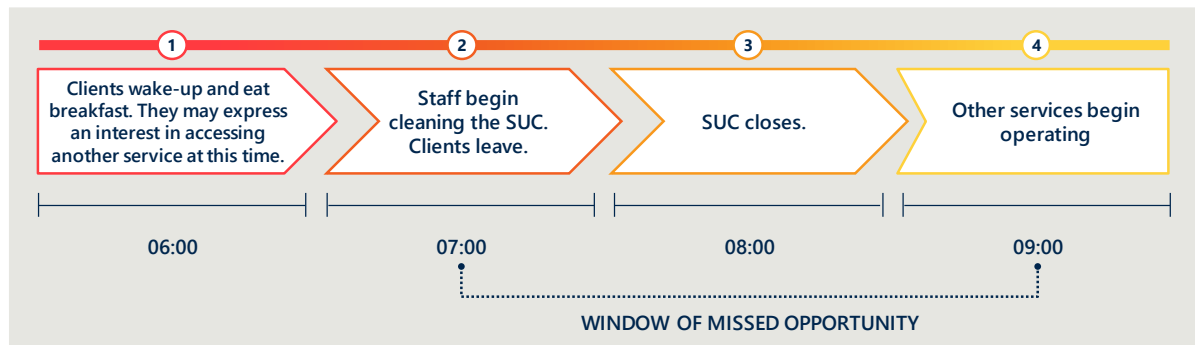 1
2
3
4
Clients wake-up and eat
breakfast. They may express
an interest in accessing
another service at this time.
Staff begin
cleaning the SUC.
Clients leave.
SUC closes.
Other services begin
operating
06:00
07:00
08:00
09:00
WINDOW OF MISSED OPPORTUNITY